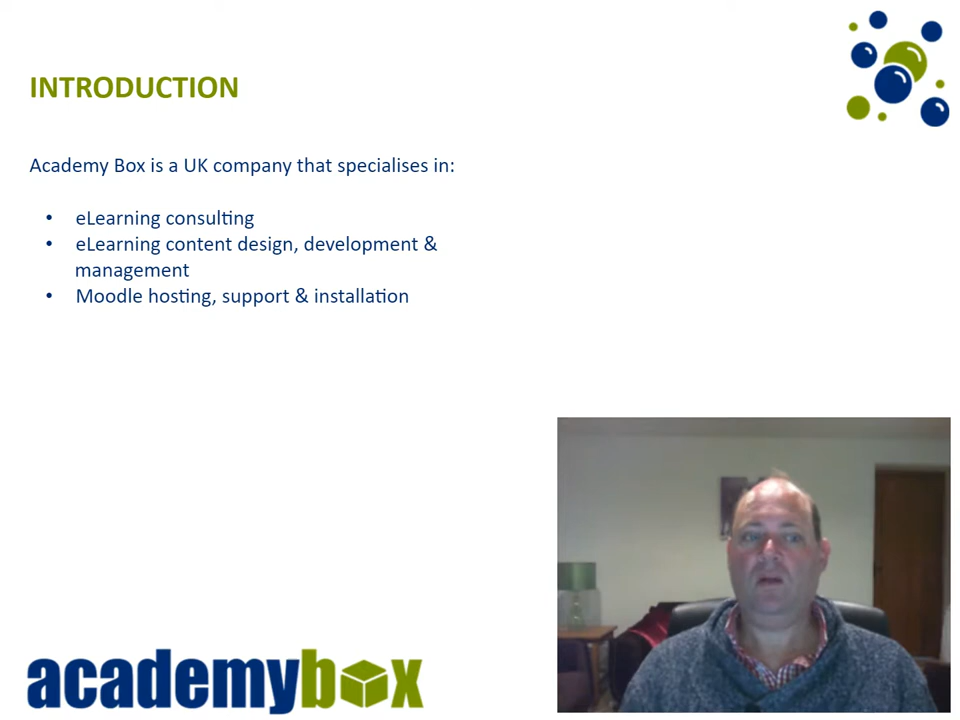 INTRODUCTION
Academy Box is a UK company that specialises in:
• eLearning consulting
• eLearning content design, development &
management
• Moodle hosting, support & installation
academybox